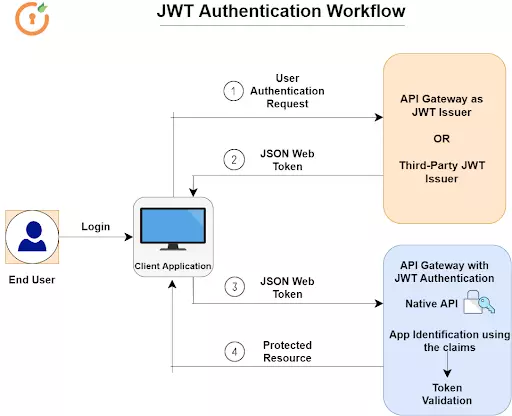 JWT Authentication Workflow
1
User
Authentication
Request
API Gateway as
JWT Issuer
OR
Third-Party JWT
Issuer
2
JSON Web
Token
Login
End User
Client Application
3
JSON Web
Token
4
Protected
Resource
API Gateway with
JWT Authentication
Native API
App Identification using
the claims
Token
Validation